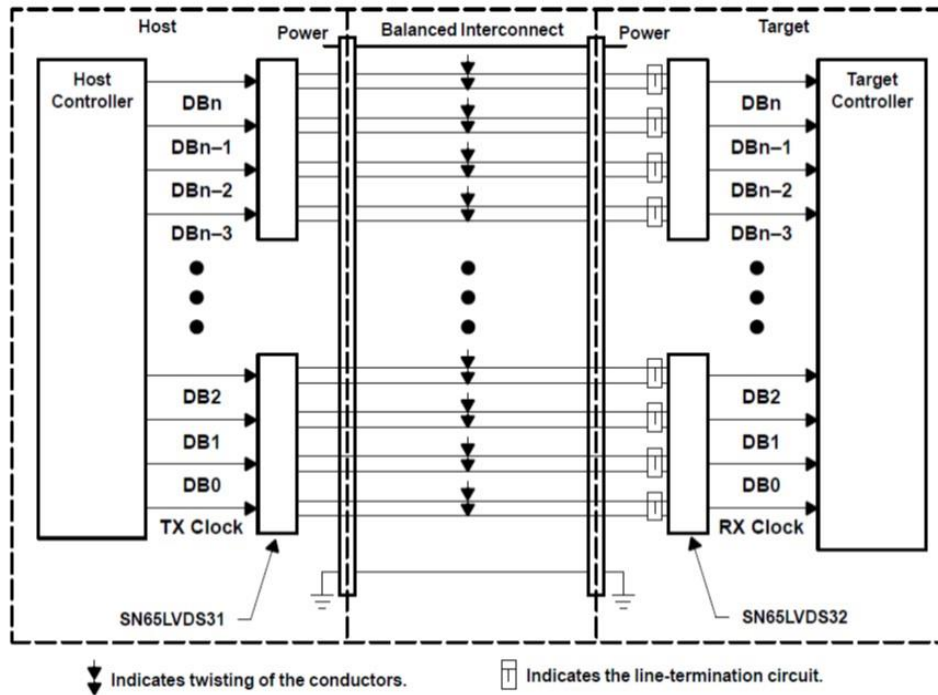 Host
Power
Balanced Interconnect
Power
Target
Host
Controller
Target
Controller
DBn
DBn
DBn–1
DBn–1
DBn–2
DBn–2
DBn–3
DBn–3
DB2
DB2
DB1
DB1
DB0
DB0
TX Clock
RX Clock
SN65LVDS31
SN65LVDS32
Indicates twisting of the conductors.
T Indicates the line-termination circuit.